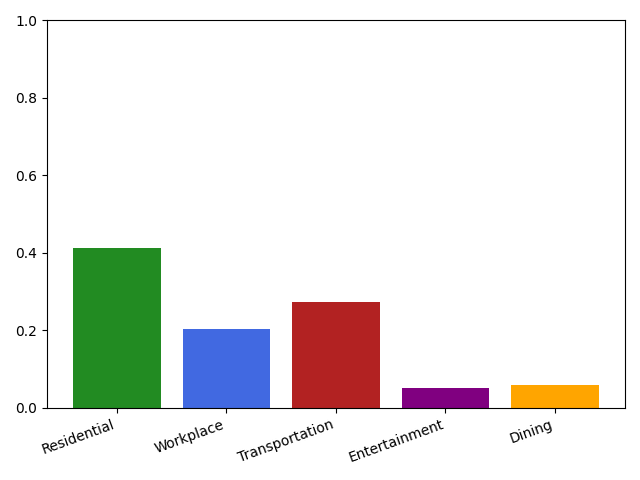 1.0
0.8
0.6
0.4
0.2
0.0
Residential
Workplace
Transportation
Entertainment
Dining